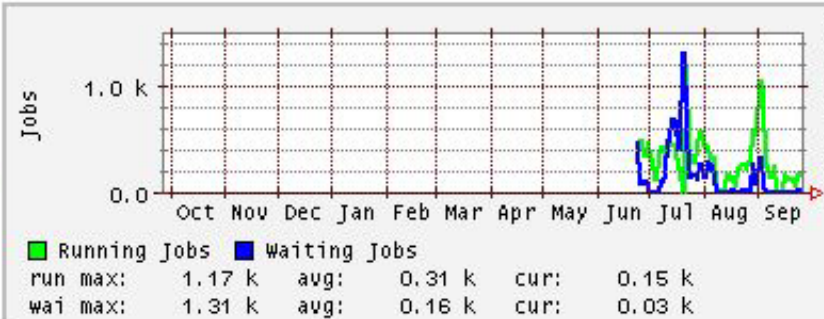 Jobs
1.0 k
0.0
Oct Nov Dec Jan Feb Mar Apr May Jun Jul Aug Sep
Running Jobs Waiting Jobs
run max: 1.17 k avg: 0.31 k cur: 0.15 k
wai max: 1.31 k avg: 0.16 k cur: 0.03 k